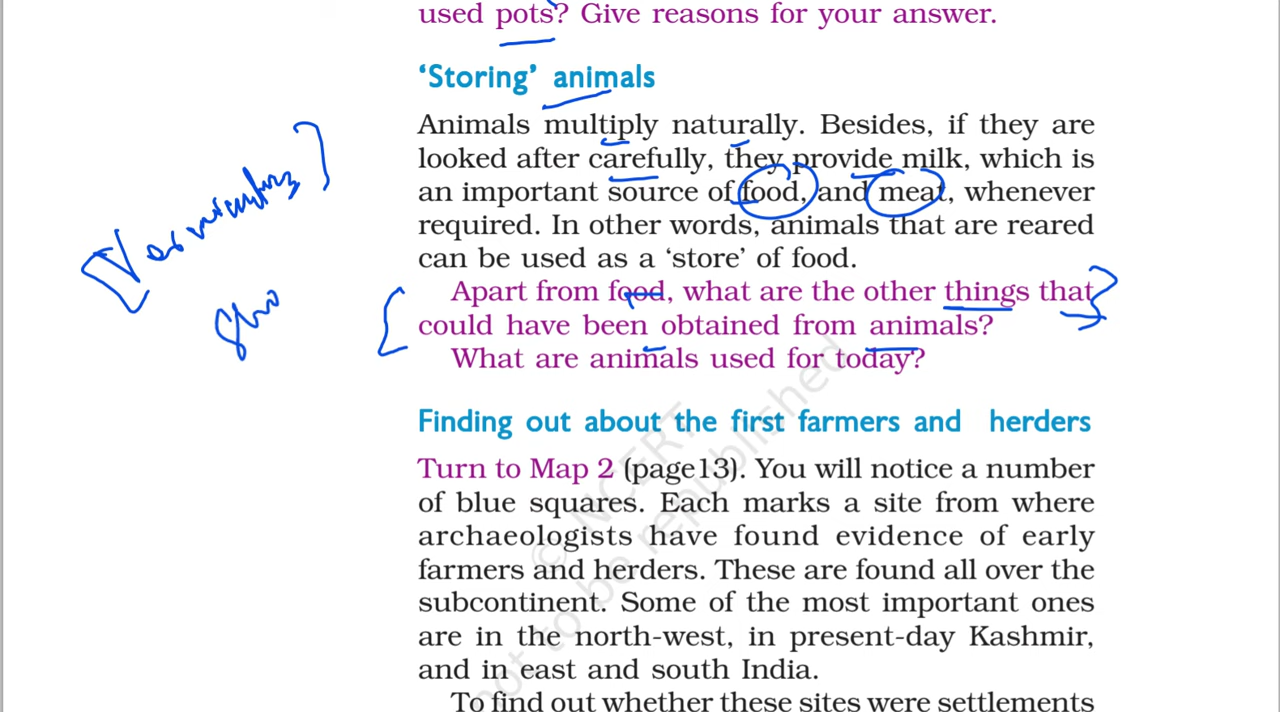 used pots? Give reasons for your answer.
‘Storing’ animals
Animals multiply naturally. Besides, if they are
looked after carefully, they provide milk, which is
an important source of food, and meat, whenever
required. In other words, animals that are reared
can be used as a ‘store’ of food.
Apart from food, what are the other things that
could have been obtained from animals?
What are animals used for today?
Finding out about the first farmers and herders
Turn to Map 2 (page13). You will notice a number
of blue squares. Each marks a site from where
archaeologists have found evidence of early
farmers and herders. These are found all over the
subcontinent. Some of the most important ones
are in the north-west, in present-day Kashmir,
and in east and south India.
To find out whether these sites were settlements
© NCERT
not to be republished